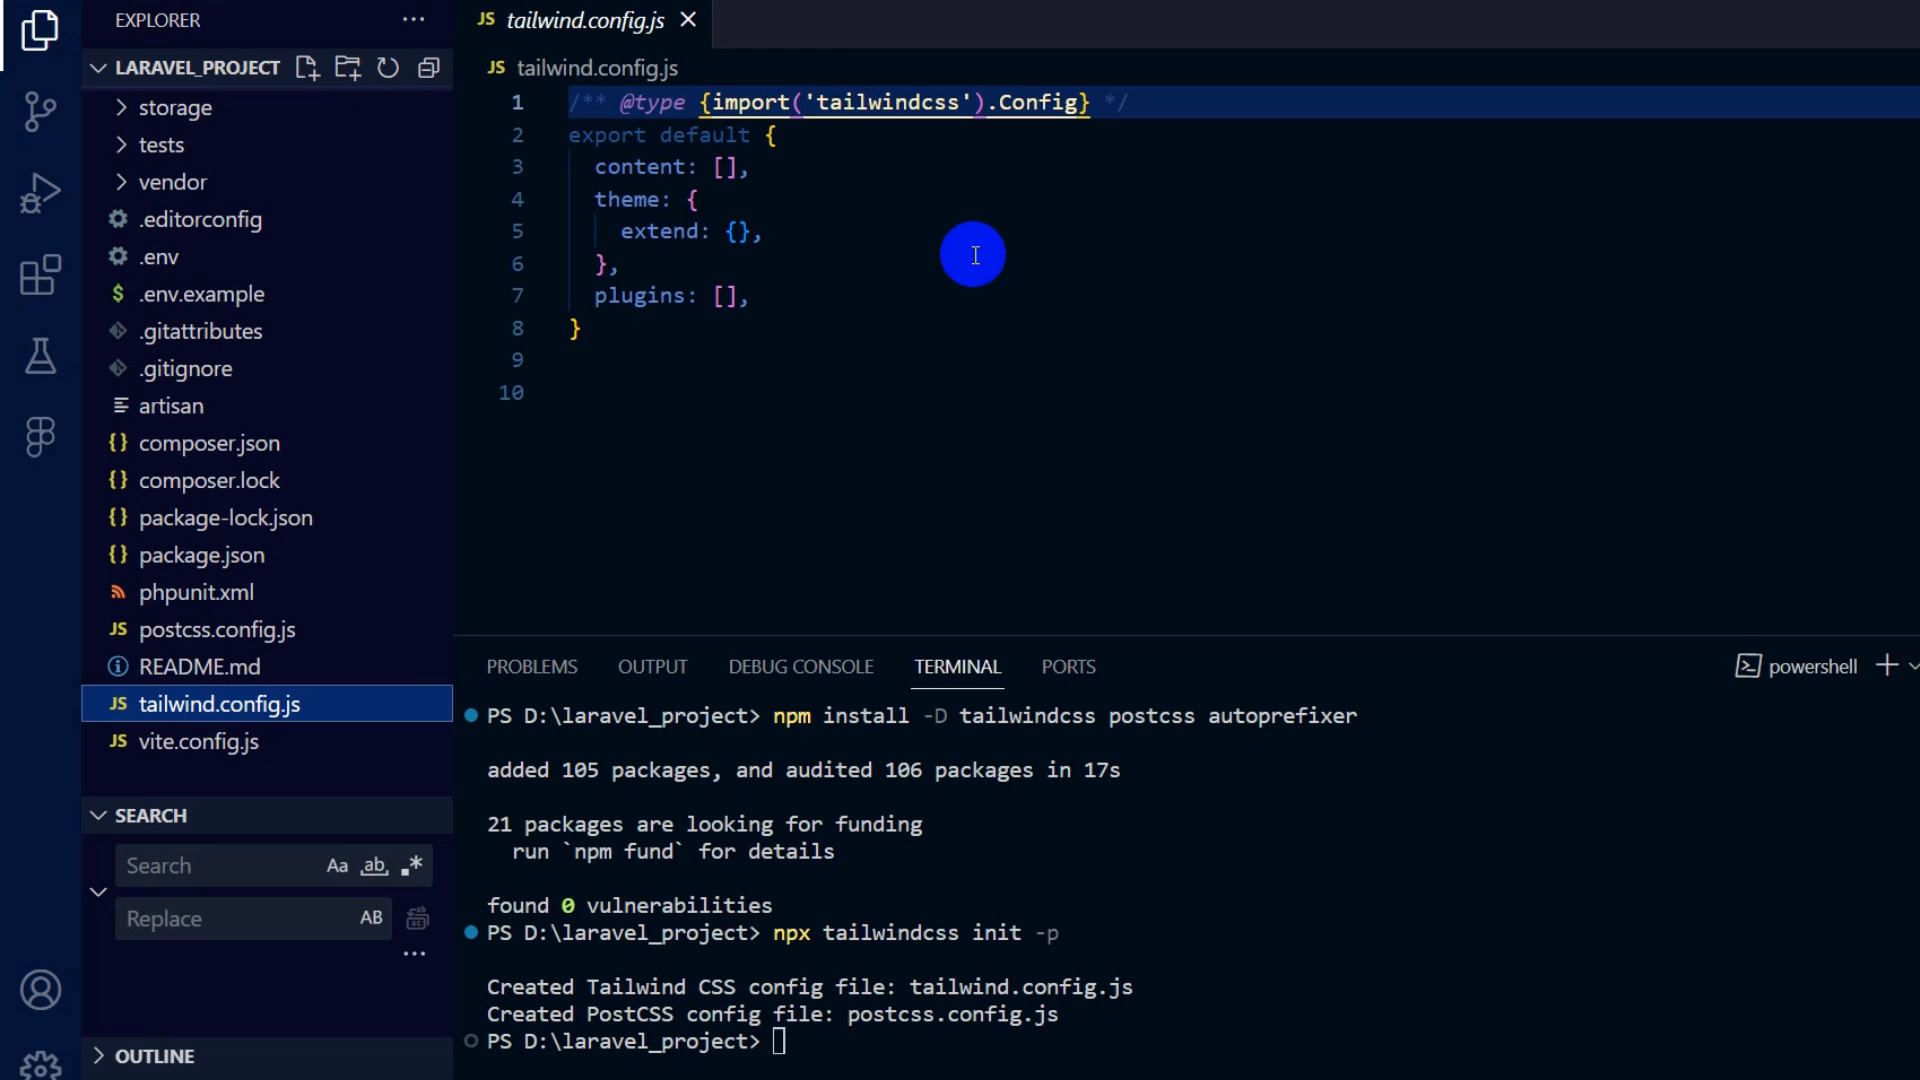 EXPLORER
LARAVEL_PROJECT
storage
tests
vendor
.editorconfig
.env
$ .env.example
.gitattributes
.gitignore
artisan
{} composer.json
{} composer.lock
{} package-lock.json
{} package.json
phpunit.xml
JS postcss.config.js
README.md
JS tailwind.config.js
JS vite.config.js
SEARCH
Search Aa ab .*
Replace AB
OUTLINE
JS tailwind.config.js
JS tailwind.config.js
1 /** @type {import('tailwindcss').Config} */
2 export default {
3 content: [],
4 theme: {
5 extend: {},
6 },
7 plugins: [],
8 }
9
10
PROBLEMS OUTPUT DEBUG CONSOLE TERMINAL PORTS powershell
PS D:\laravel_project> npm install -D tailwindcss postcss autoprefixer
added 105 packages, and audited 106 packages in 17s
21 packages are looking for funding
run `npm fund` for details
found 0 vulnerabilities
PS D:\laravel_project> npx tailwindcss init -p
Created Tailwind CSS config file: tailwind.config.js
Created PostCSS config file: postcss.config.js
PS D:\laravel_project>